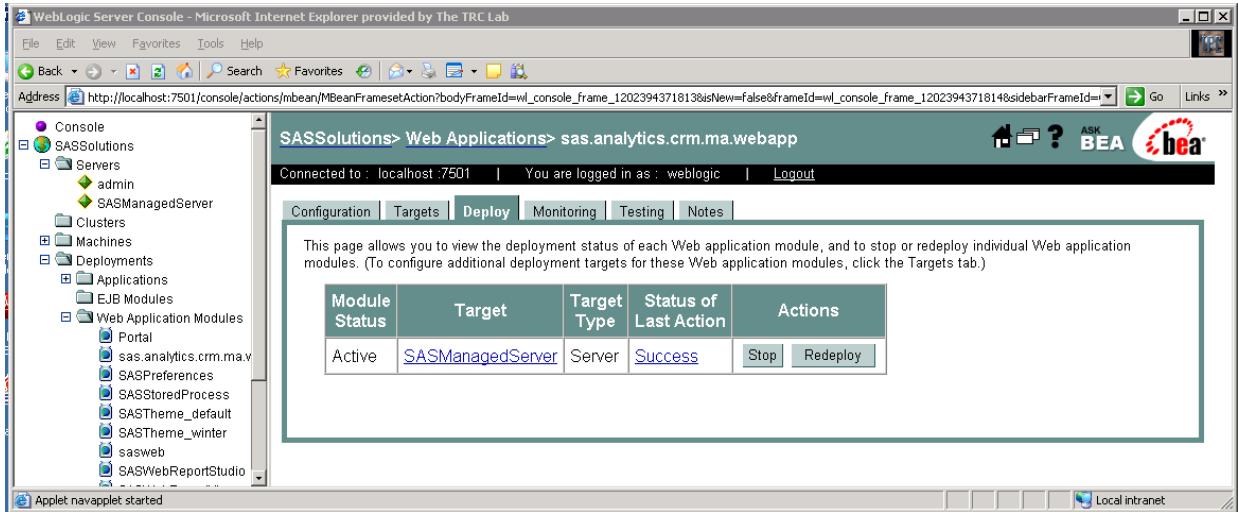 WebLogic Server Console - Microsoft Internet Explorer provided by The TRC Lab
File Edit View Favorites Tools Help
Back Search Favorites
Address http://localhost:7501/console/actions/mbean/MBeanFramesetAction?bodyFrameId=wl_console_frame_1202394371813&isNew=false&frameId=wl_console_frame_1202394371814&sidebarFrameId= Go Links »
Console
SASSolutions
Servers
admin
SASManagedServer
Clusters
Machines
Deployments
Applications
EJB Modules
Web Application Modules
Portal
sas.analytics.crm.ma.v
SASPreferences
SASStoredProcess
SASTheme_default
SASTheme_winter
sasweb
SASWebReportStudio
SASSolutions> Web Applications> sas.analytics.crm.ma.webapp
? ASK BEA bea
Connected to : localhost :7501 | You are logged in as : weblogic | Logout
Configuration Targets Deploy Monitoring Testing Notes
This page allows you to view the deployment status of each Web application module, and to stop or redeploy individual Web application
modules. (To configure additional deployment targets for these Web application modules, click the Targets tab.)
Module Status Target Target Type Status of Last Action Actions
Active SASManagedServer Server Success Stop Redeploy
Applet navapplet started
Local intranet